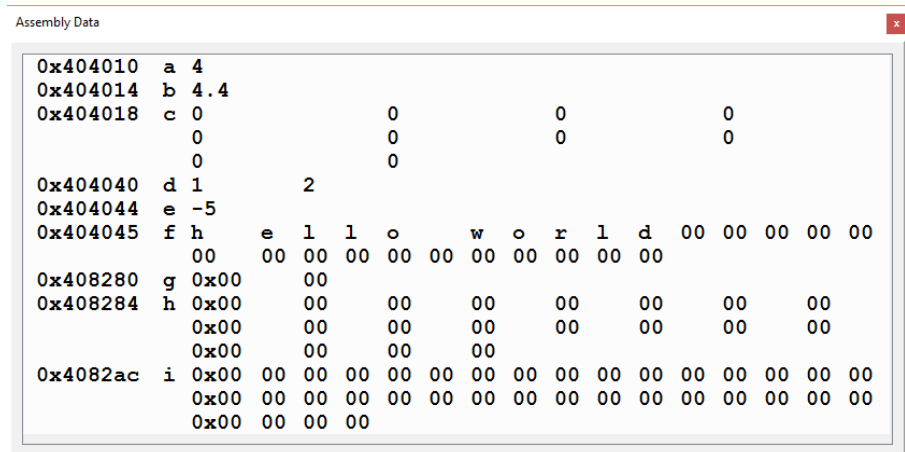 Assembly Data
x
0x404010 a 4
0x404014 b 4.4
0x404018 c 0 0 0 0
0 0 0 0
0 0
0x404040 d 1 2
0x404044 e -5
0x404045 f h e l l o w o r l d 00 00 00 00 00
00 00 00 00 00 00 00 00 00 00 00
0x408280 g 0x00 00
0x408284 h 0x00 00 00 00 00 00 00 00
0x00 00 00 00 00 00 00 00
0x00 00 00 00
0x4082ac i 0x00 00 00 00 00 00 00 00 00 00 00 00 00 00 00 00
0x00 00 00 00 00 00 00 00 00 00 00 00 00 00 00 00
0x00 00 00 00